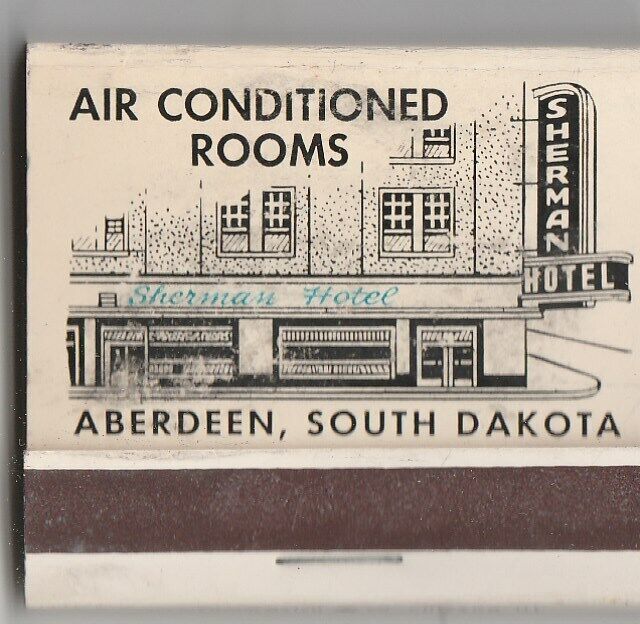 AIR CONDITIONED
ROOMS
SHERMAN
HOTEL
Sherman Hotel
ABERDEEN, SOUTH DAKOTA